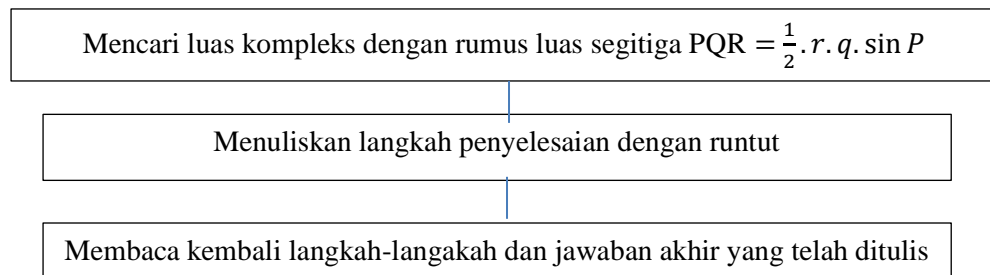 Mencari luas kompleks dengan rumus luas segitiga PQR = 1/2 . r. q. sin P
Menuliskan langkah penyelesaian dengan runtut
Membaca kembali langkah-langakah dan jawaban akhir yang telah ditulis